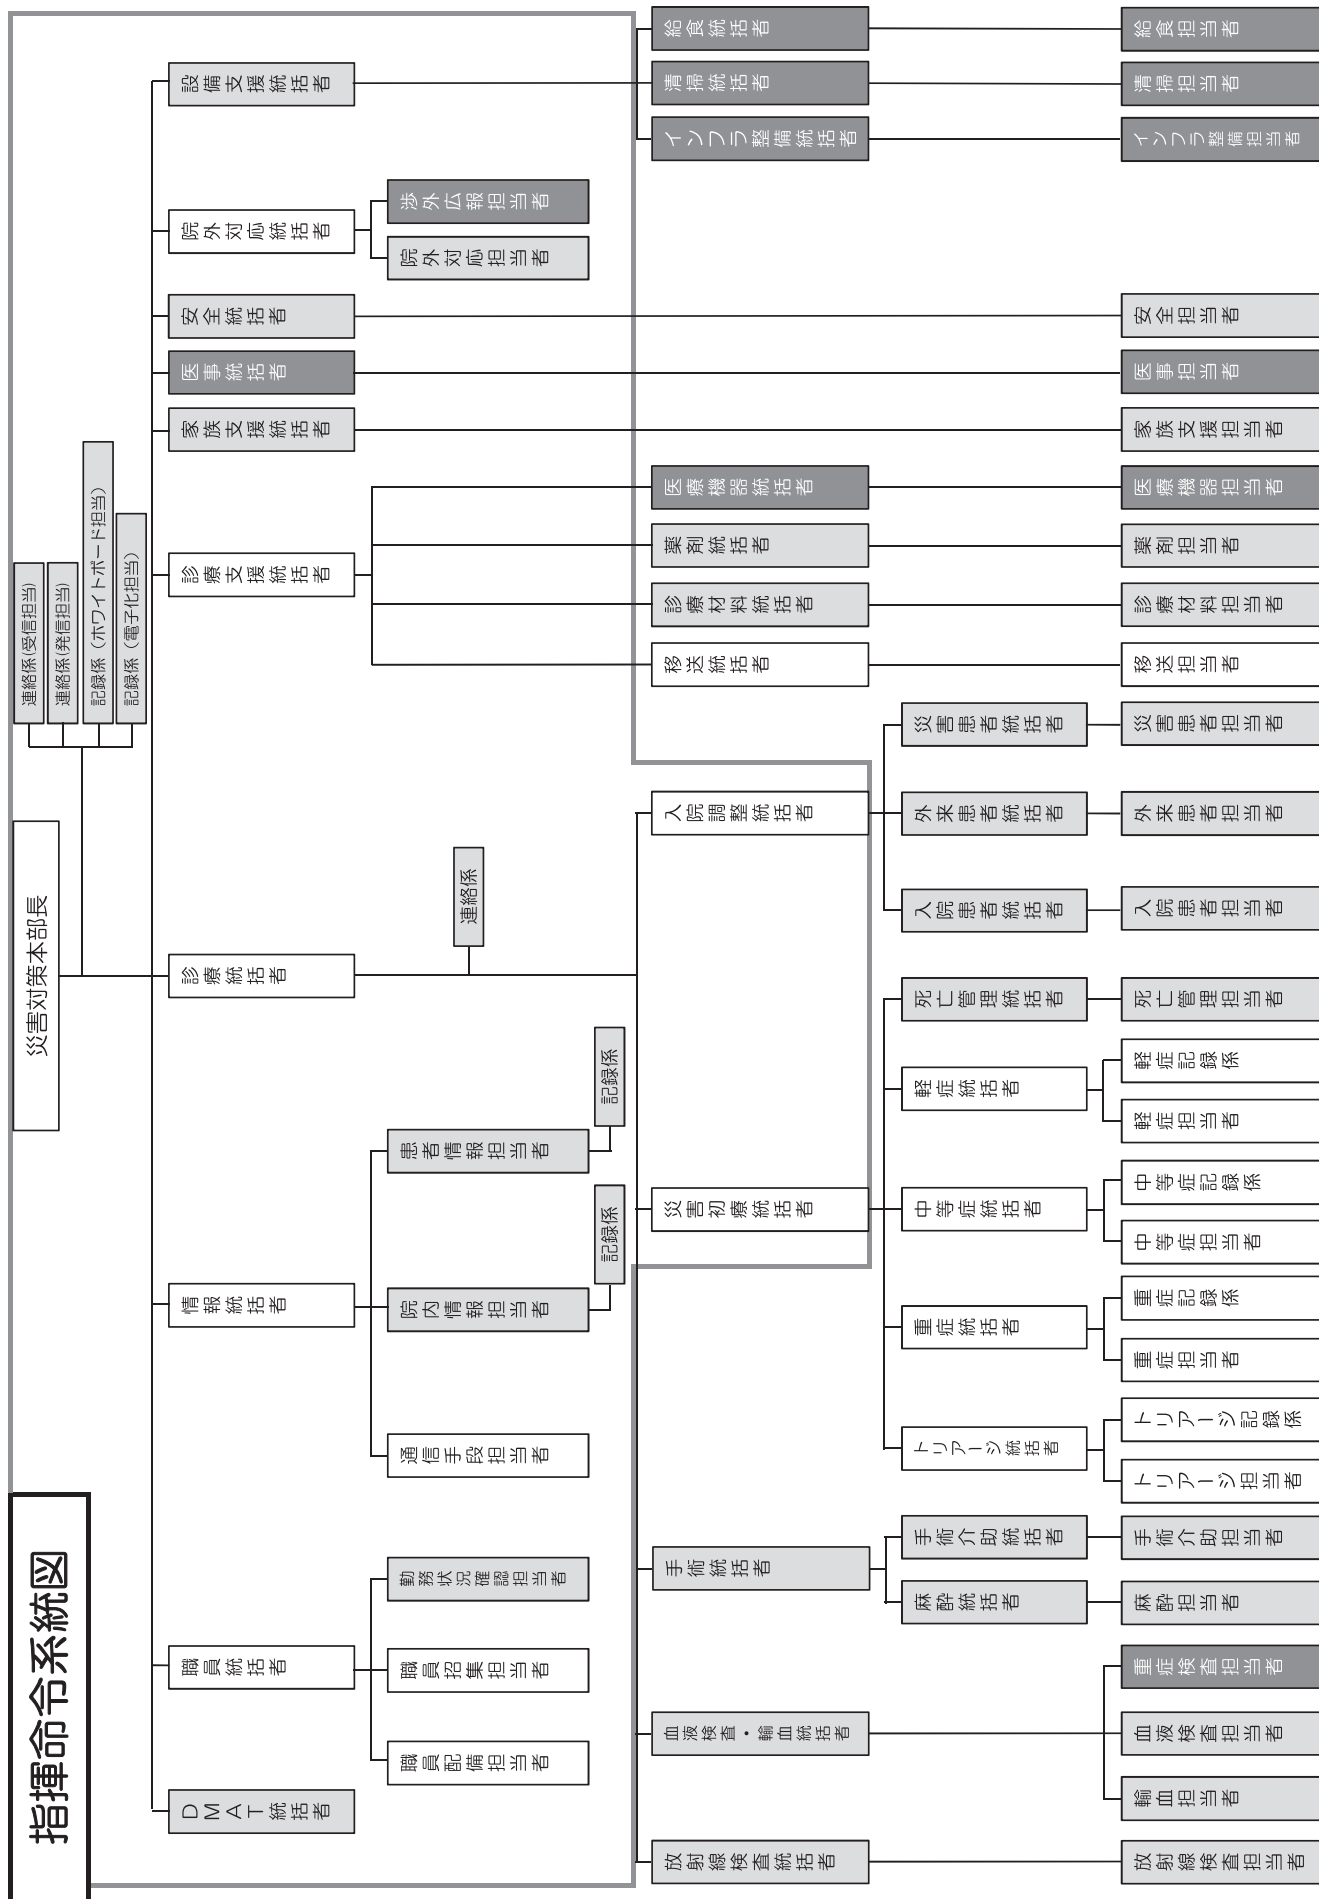 指揮命令系統図
災害対策本部長
連絡係(受信担当)
連絡係(発信担当)
記録係（ホワイトボード担当）
記録係（電子化担当）
DMAT統括者
職員統括者
情報統括者
診療統括者
診療支援統括者
家族支援統括者
医事統括者
安全統括者
院外対応統括者
設備支援統括者
職員配備担当者
職員招集担当者
勤務状況確認担当者
通信手段担当者
院内情報担当者
患者情報担当者
院外対応担当者
渉外広報担当者
連絡係
記録係
記録係
放射線検査統括者
血液検査・輸血統括者
手術統括者
災害初療統括者
入院調整統括者
移送統括者
診療材料統括者
薬剤統括者
医療機器統括者
インフラ整備統括者
清掃統括者
給食統括者
麻酔統括者
手術介助統括者
トリアージ統括者
重症統括者
中等症統括者
軽症統括者
死亡管理統括者
入院患者統括者
外来患者統括者
災害患者統括者
放射線検査担当者
輸血担当者
血液検査担当者
重症検査担当者
麻酔担当者
手術介助担当者
トリアージ担当者
トリアージ記録係
重症担当者
重症記録係
中等症担当者
中等症記録係
軽症担当者
軽症記録係
死亡管理担当者
入院患者担当者
外来患者担当者
災害患者担当者
移送担当者
診療材料担当者
薬剤担当者
医療機器担当者
家族支援担当者
医事担当者
安全担当者
インフラ整備担当者
清掃担当者
給食担当者